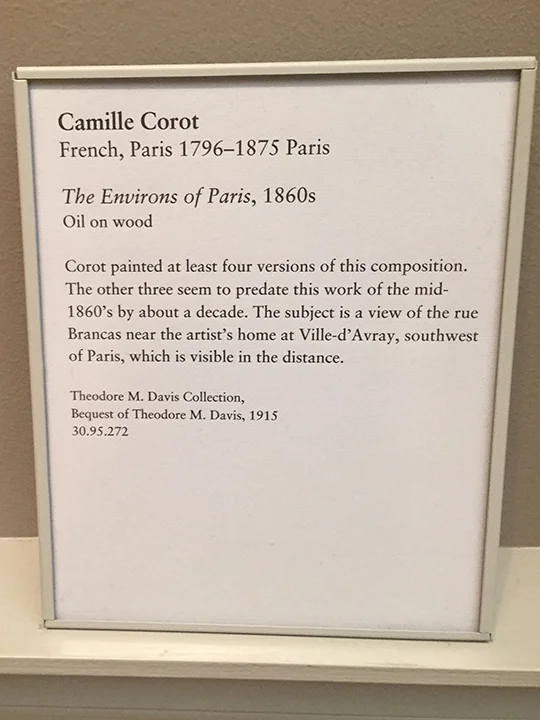 Camille Corot
French, Paris 1796–1875 Paris
The Environs of Paris, 1860s
Oil on wood
Corot painted at least four versions of this composition.
The other three seem to predate this work of the mid-
1860's by about a decade. The subject is a view of the rue
Brancas near the artist's home at Ville-d'Avray, southwest
of Paris, which is visible in the distance.
Theodore M. Davis Collection,
Bequest of Theodore M. Davis, 1915
30.95.272